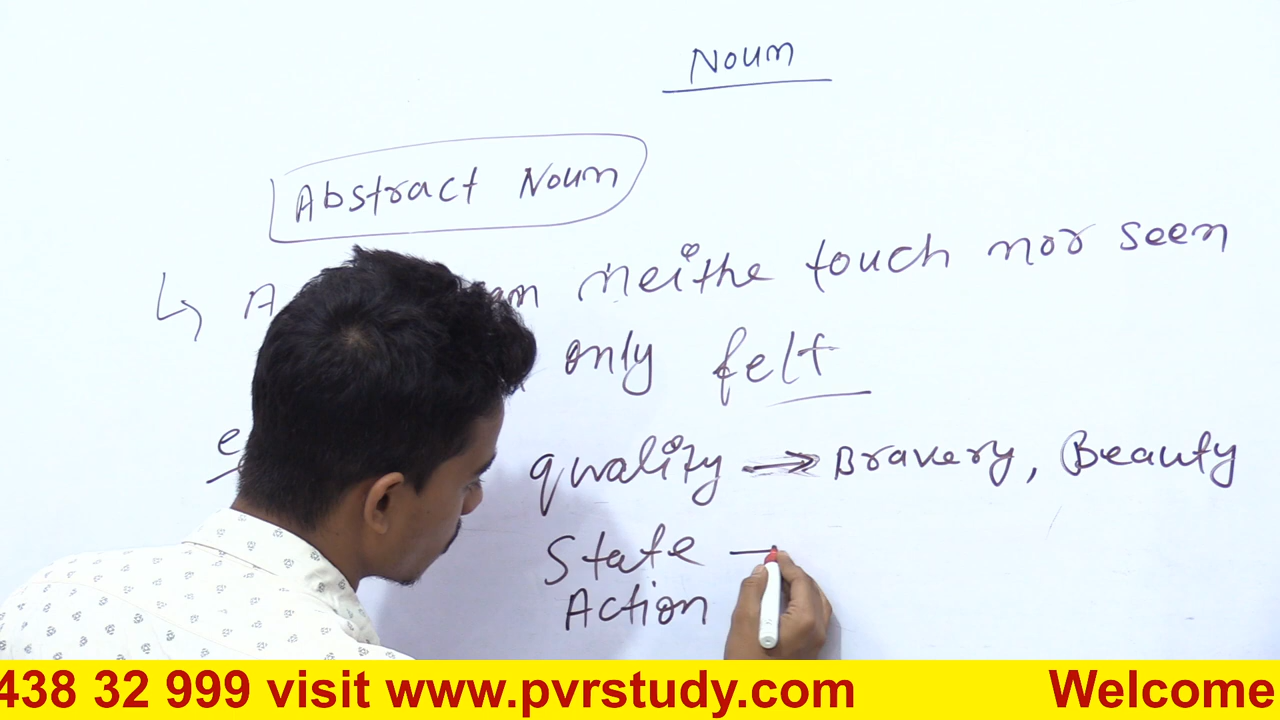 Noun
Abstract Noun
A neithe touch nor seen
only felt
e
quality → Bravery, Beauty
State –
Action
438 32 999 visit www.pvrstudy.com Welcome